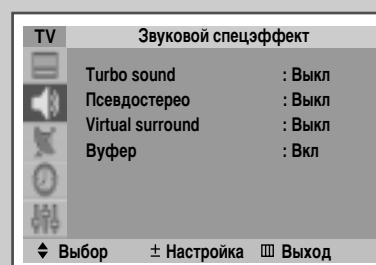 TV Звуковой спецэффект
Turbo sound : Выкл
Псевдостерео : Выкл
Virtual surround : Выкл
Вуфер : Вкл
Выбор ± Настройка Выход